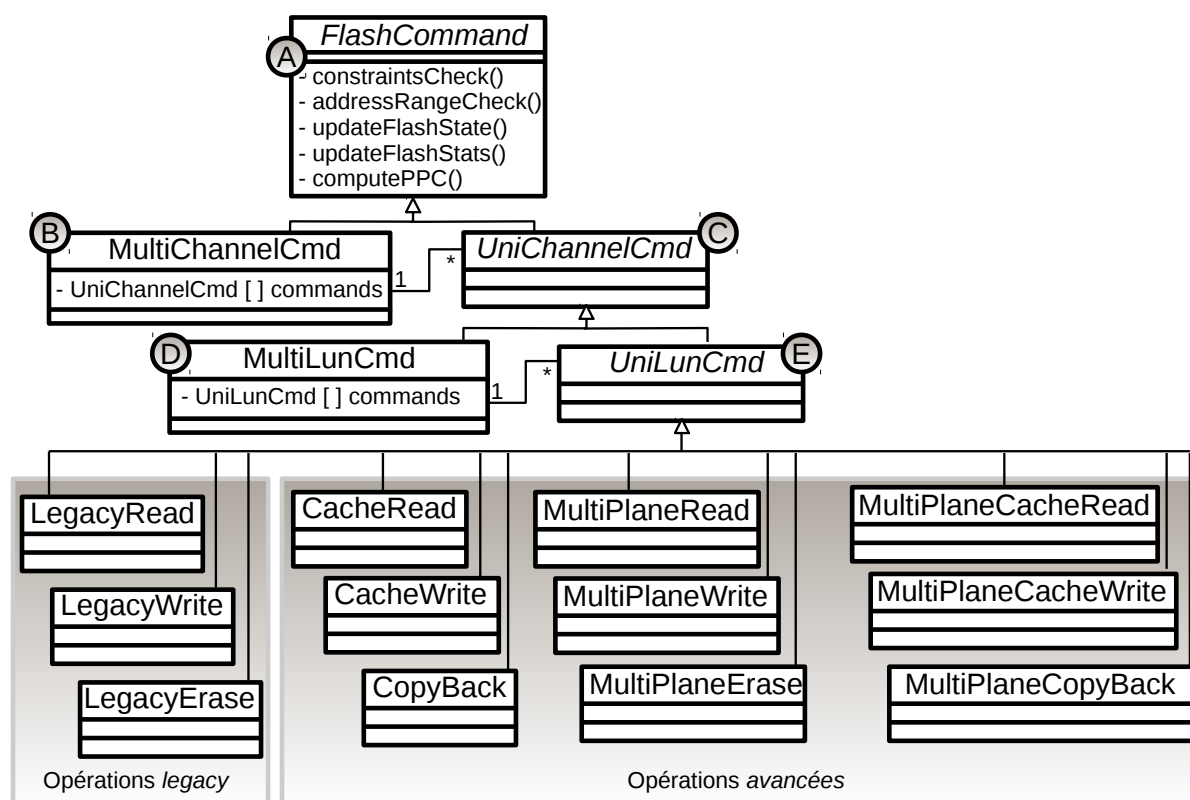 FlashCommand
A
- constraintsCheck()
- addressRangeCheck()
- updateFlashState()
- updateFlashStats()
- computePPC()
B
MultiChannelCmd
- UniChannelCmd [ ] commands
1
*
UniChannelCmd
C
D
MultiLunCmd
- UniLunCmd [ ] commands
1
*
UniLunCmd
E
LegacyRead
LegacyWrite
LegacyErase
Opérations legacy
CacheRead
CacheWrite
CopyBack
MultiPlaneRead
MultiPlaneWrite
MultiPlaneErase
MultiPlaneCacheRead
MultiPlaneCacheWrite
MultiPlaneCopyBack
Opérations avancées